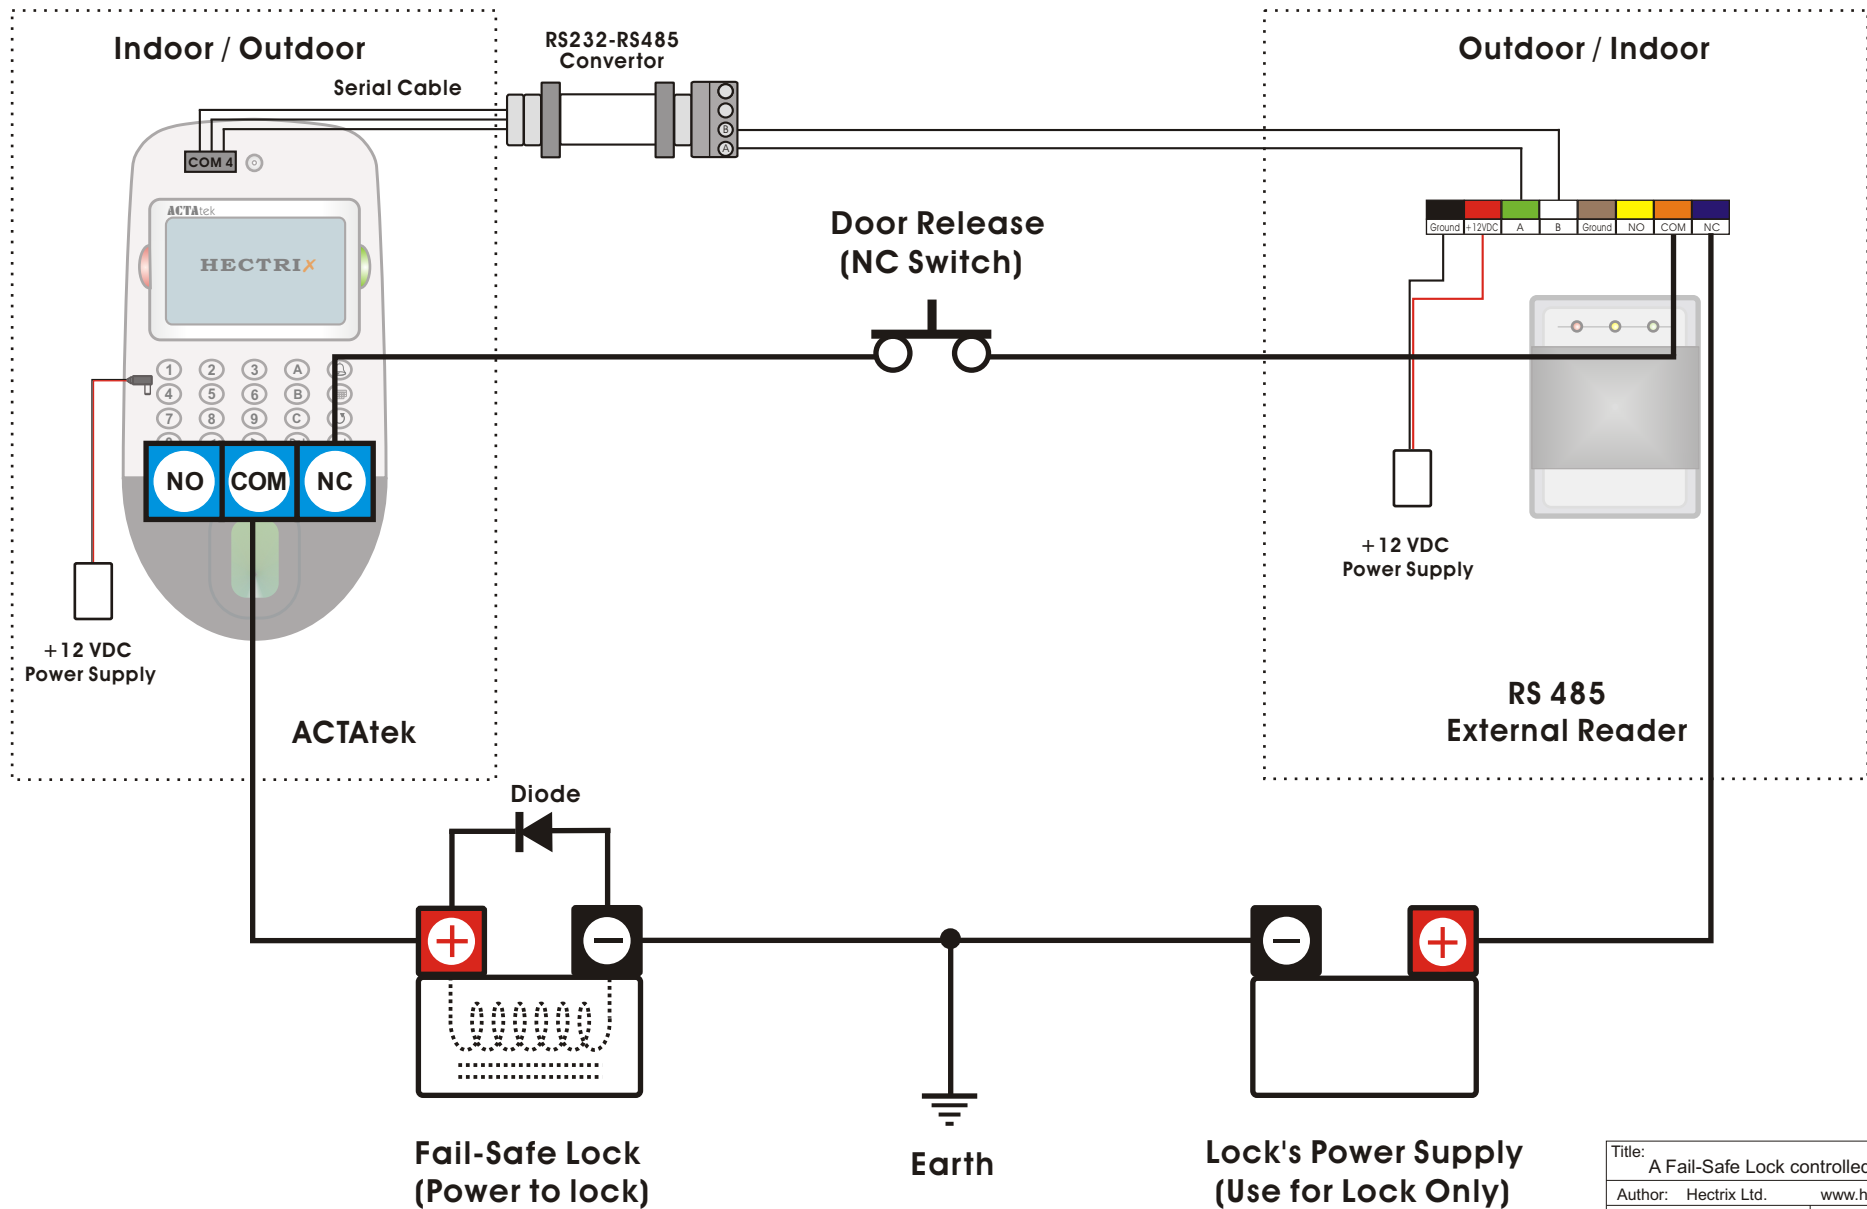 Indoor / Outdoor
RS232-RS485
Convertor
Outdoor / Indoor
Serial Cable
B
A
COM 4
ACTAtek
HECTRIX
Door Release
(NC Switch)
Ground +12VDC A B Ground NO COM NC
1 2 3 A
4 5 6 B
7 8 9 C
NO COM NC
+12 VDC
Power Supply
+12 VDC
Power Supply
ACTAtek
RS 485
External Reader
Diode
+ −
− +
Fail-Safe Lock
(Power to lock)
Earth
Lock's Power Supply
(Use for Lock Only)
Title:
A Fail-Safe Lock controlled
Author: Hectrix Ltd. www.h